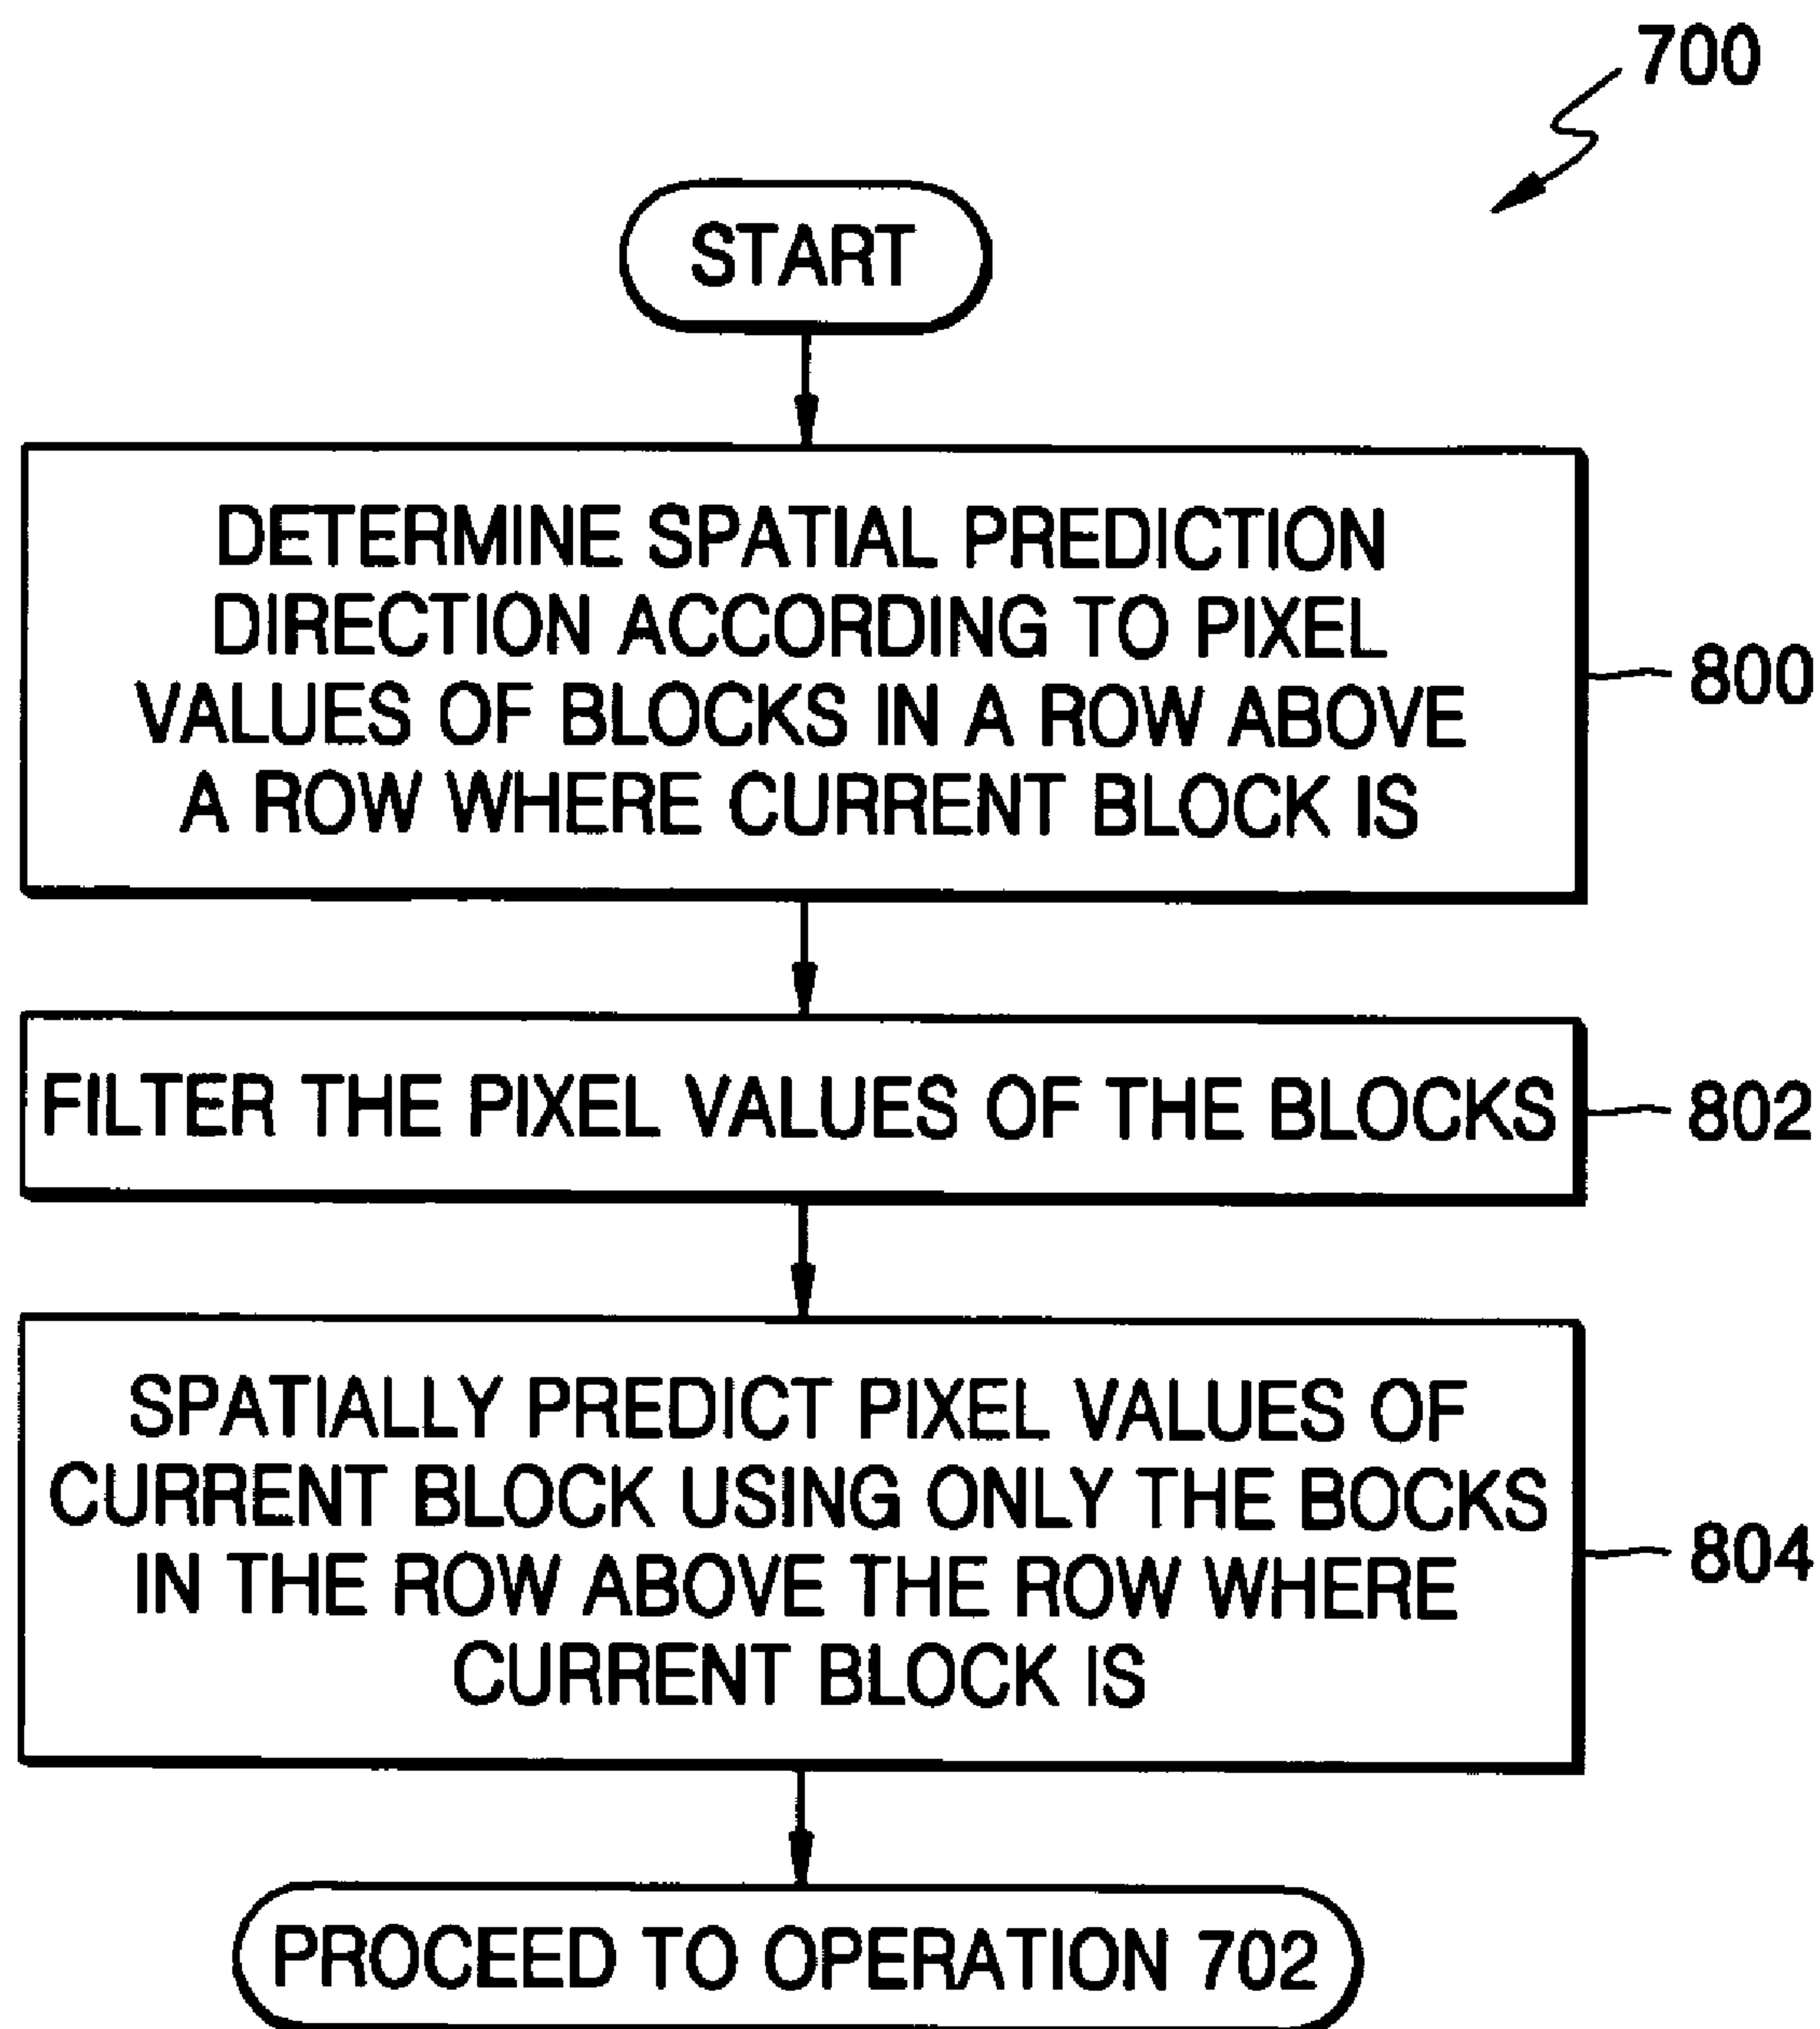 700
START
DETERMINE SPATIAL PREDICTION
DIRECTION ACCORDING TO PIXEL
VALUES OF BLOCKS IN A ROW ABOVE
A ROW WHERE CURRENT BLOCK IS
800
FILTER THE PIXEL VALUES OF THE BLOCKS
802
SPATIALLY PREDICT PIXEL VALUES OF
CURRENT BLOCK USING ONLY THE BOCKS
IN THE ROW ABOVE THE ROW WHERE
CURRENT BLOCK IS
804
PROCEED TO OPERATION 702